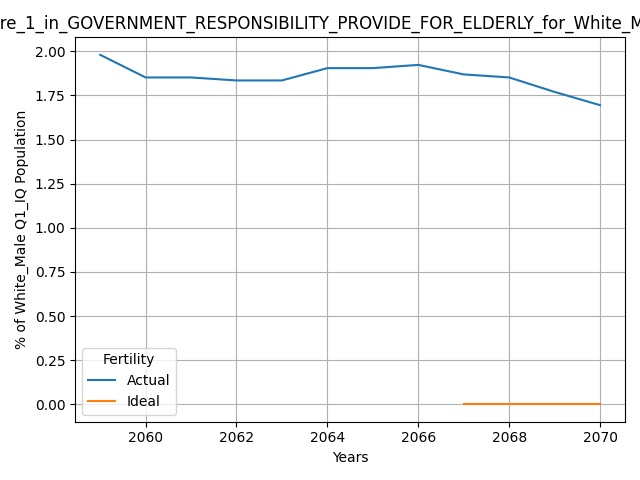 re_1_in_GOVERNMENT_RESPONSIBILITY_PROVIDE_FOR_ELDERLY_for_White_M
2.00
1.75
1.50
1.25
1.00
0.75
0.50
0.25
0.00
% of White_Male Q1_IQ Population
Fertility
Actual
Ideal
2060
2062
2064
2066
2068
2070
Years